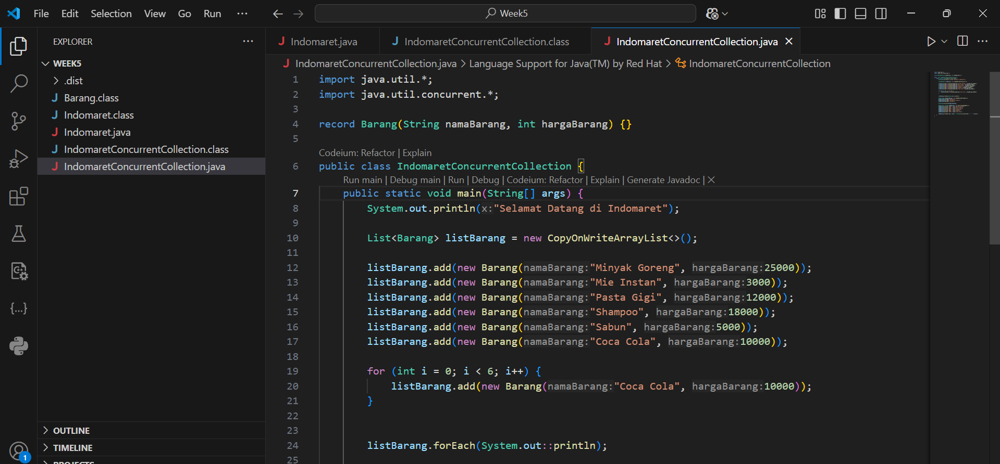 File Edit Selection View Go Run ... Week5
EXPLORER ...
WEEK5
.dist
Barang.class
Indomaret.class
Indomaret.java
IndomaretConcurrentCollection.class
IndomaretConcurrentCollection.java
OUTLINE
TIMELINE
PROJECTS
1
Indomaret.java IndomaretConcurrentCollection.class IndomaretConcurrentCollection.java
IndomaretConcurrentCollection.java > Language Support for Java(TM) by Red Hat > IndomaretConcurrentCollection
1 import java.util.*;
2 import java.util.concurrent.*;
3
4 record Barang(String namaBarang, int hargaBarang) {}
5
Codeium: Refactor | Explain
6 public class IndomaretConcurrentCollection {
Run main | Debug main | Run | Debug | Codeium: Refactor | Explain | Generate Javadoc | ×
7 public static void main(String[] args) {
8 System.out.println(x:"Selamat Datang di Indomaret");
9
10 List<Barang> listBarang = new CopyOnWriteArrayList<>();
11
12 listBarang.add(new Barang(namaBarang:"Minyak Goreng", hargaBarang:25000));
13 listBarang.add(new Barang(namaBarang:"Mie Instan", hargaBarang:3000));
14 listBarang.add(new Barang(namaBarang:"Pasta Gigi", hargaBarang:12000));
15 listBarang.add(new Barang(namaBarang:"Shampoo", hargaBarang:18000));
16 listBarang.add(new Barang(namaBarang:"Sabun", hargaBarang:5000));
17 listBarang.add(new Barang(namaBarang:"Coca Cola", hargaBarang:10000));
18
19 for (int i = 0; i < 6; i++) {
20 listBarang.add(new Barang(namaBarang:"Coca Cola", hargaBarang:10000));
21 }
22
23
24 listBarang.forEach(System.out::println);
25